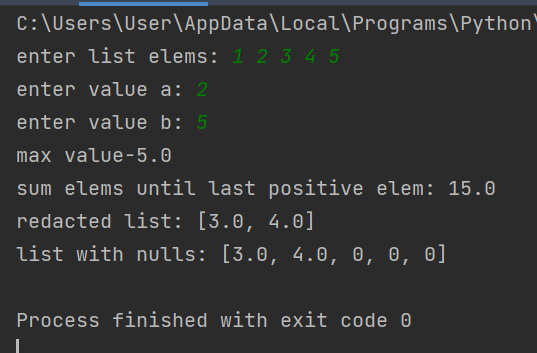 C:\Users\User\AppData\Local\Programs\Python\
enter list elems: 1 2 3 4 5
enter value a: 2
enter value b: 5
max value-5.0
sum elems until last positive elem: 15.0
redacted list: [3.0, 4.0]
list with nulls: [3.0, 4.0, 0, 0, 0]
Process finished with exit code 0